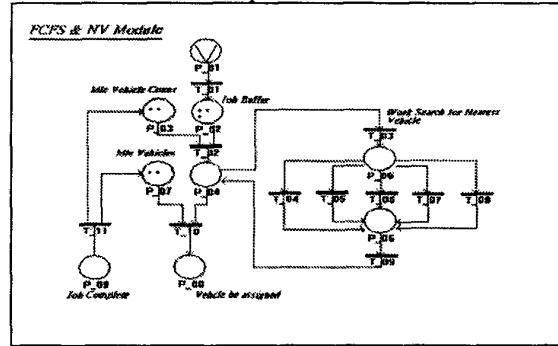 FCFS & NV Module
P_01
T_01
Idle Vehicle Count
Job Buffer
P_03
P_02
Work Search for Nearest
Vehicle
T_02
T_03
Idle Vehicles
P_07
P_04
P_05
T_04
T_05
T_06
T_07
T_08
T_11
T_10
P_06
T_09
P_09
P_08
Job Complete
Vehicle be assigned